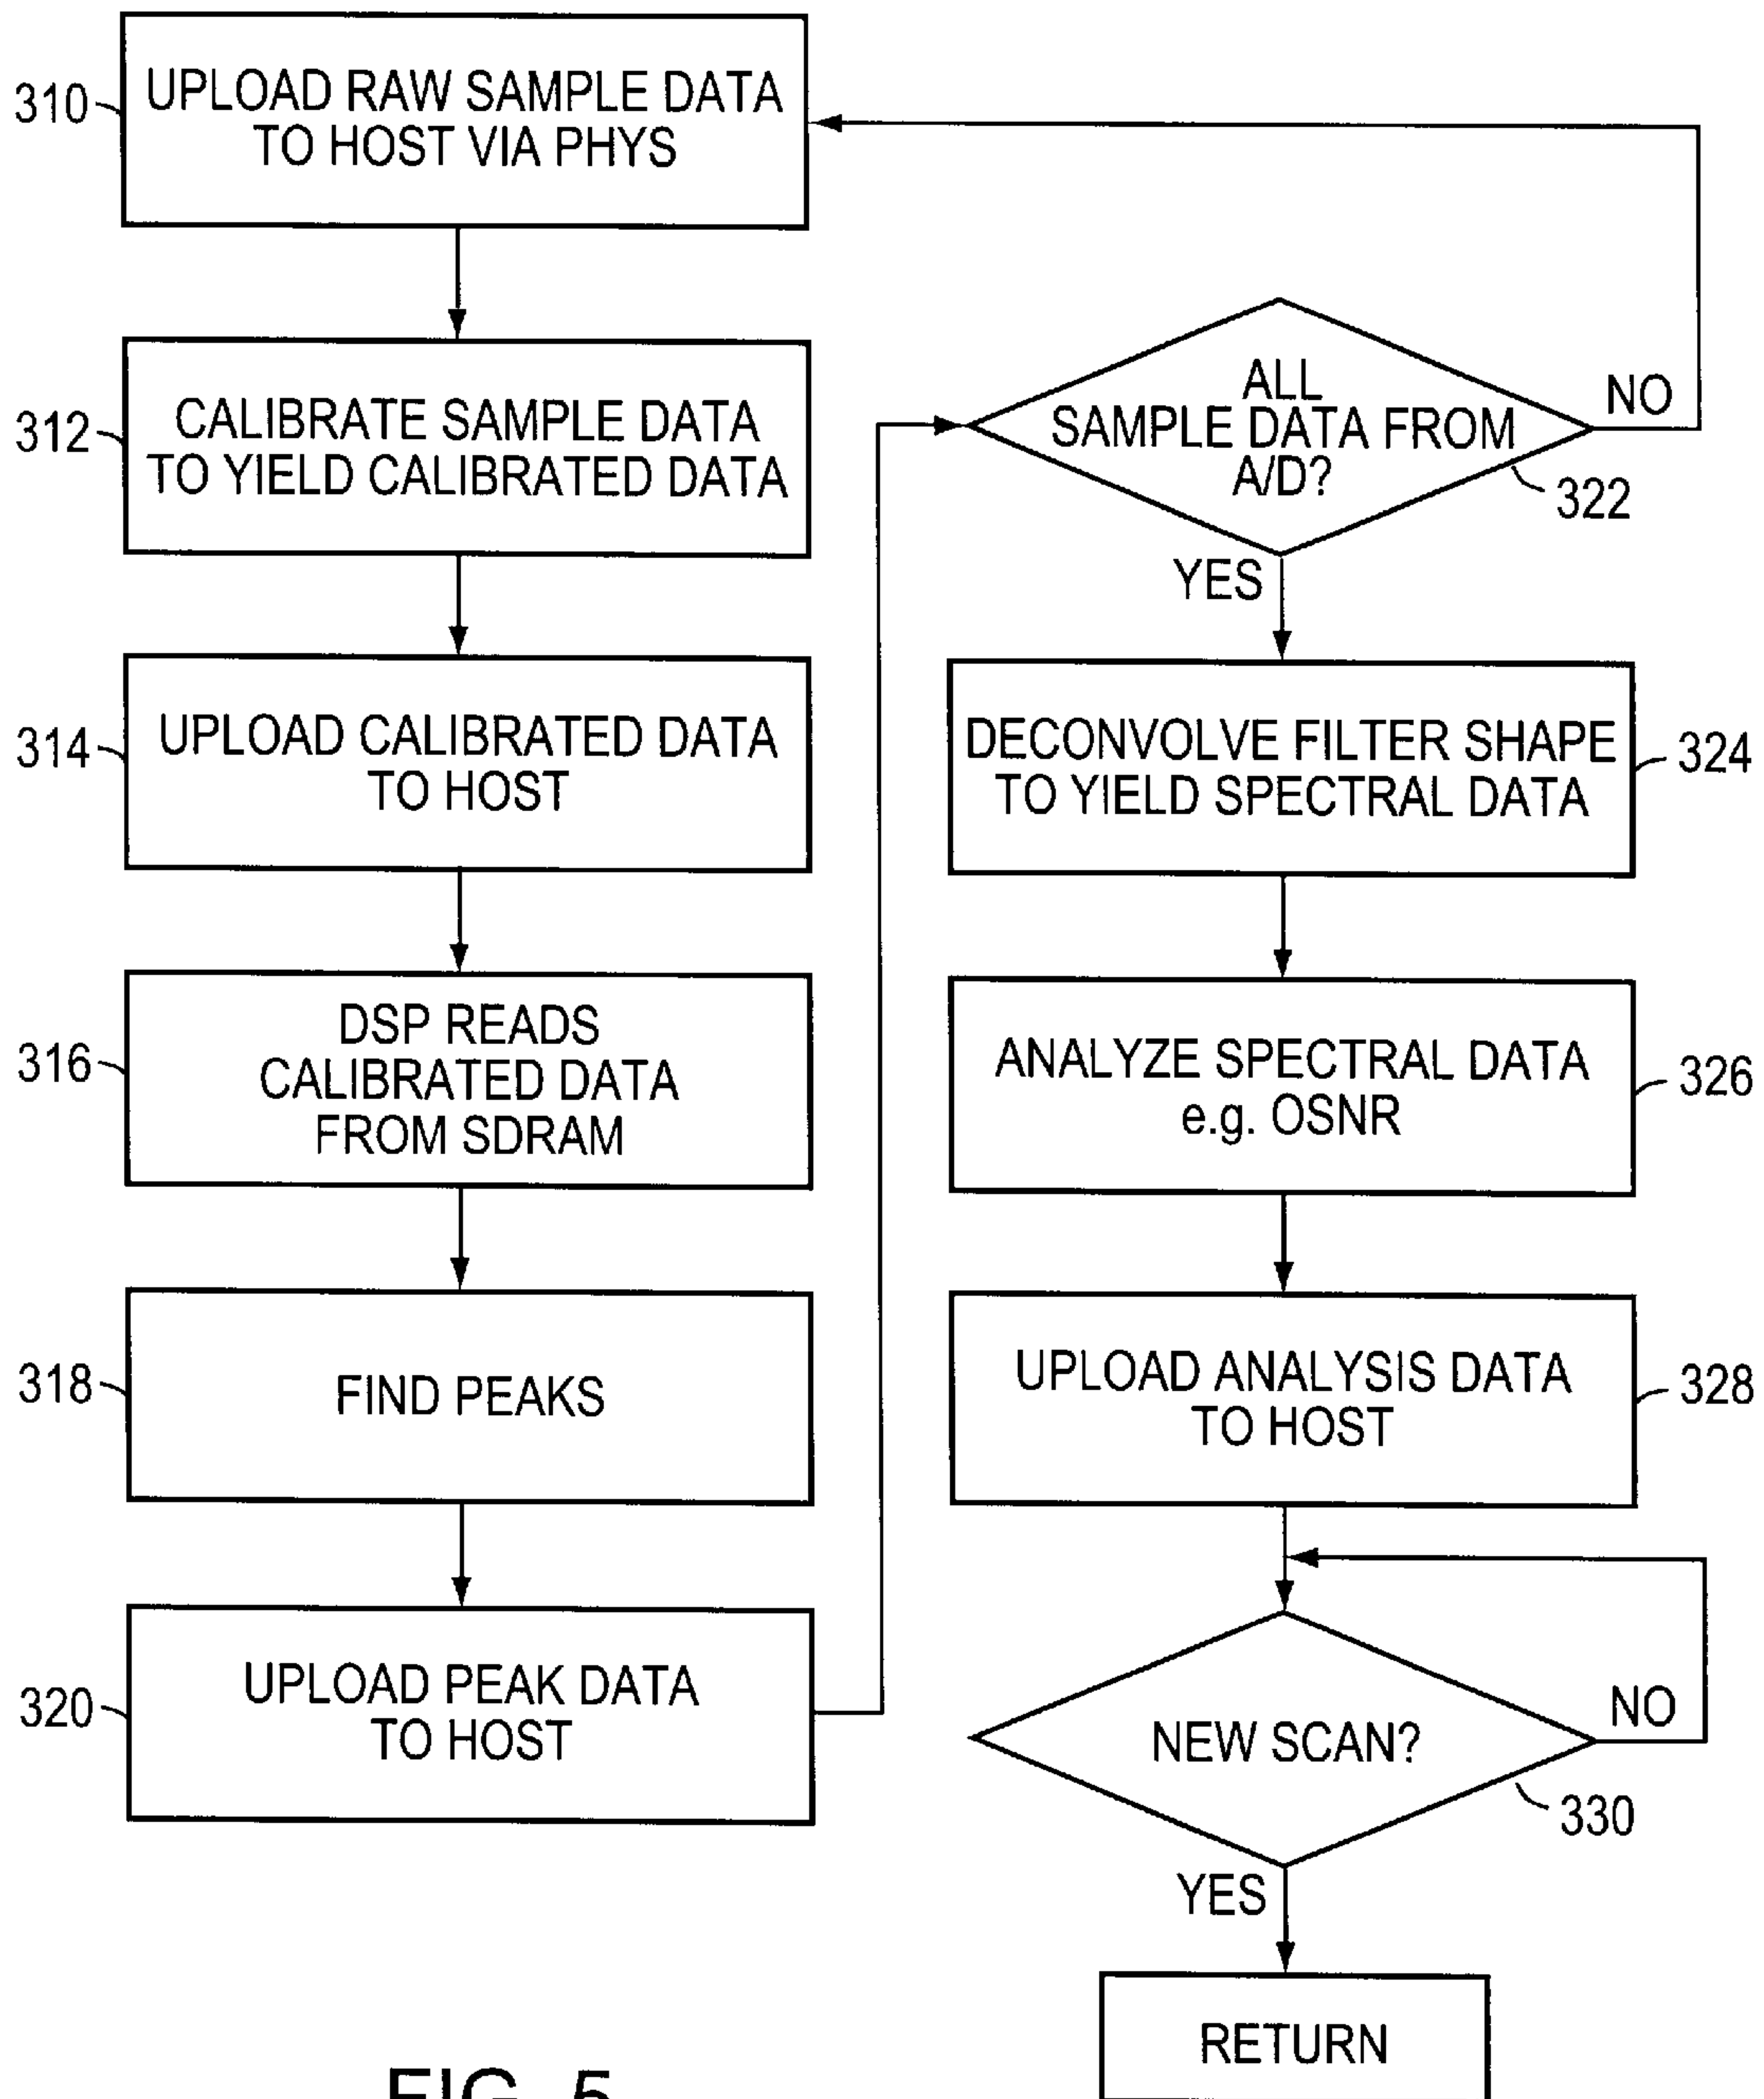 310
UPLOAD RAW SAMPLE DATA
TO HOST VIA PHYS
312
CALIBRATE SAMPLE DATA
TO YIELD CALIBRATED DATA
314
UPLOAD CALIBRATED DATA
TO HOST
316
DSP READS
CALIBRATED DATA
FROM SDRAM
318
FIND PEAKS
320
UPLOAD PEAK DATA
TO HOST
ALL
SAMPLE DATA FROM
A/D?
NO
322
YES
DECONVOLVE FILTER SHAPE
TO YIELD SPECTRAL DATA
324
ANALYZE SPECTRAL DATA
e.g. OSNR
326
UPLOAD ANALYSIS DATA
TO HOST
328
NEW SCAN?
NO
330
YES
RETURN
FIG. 5